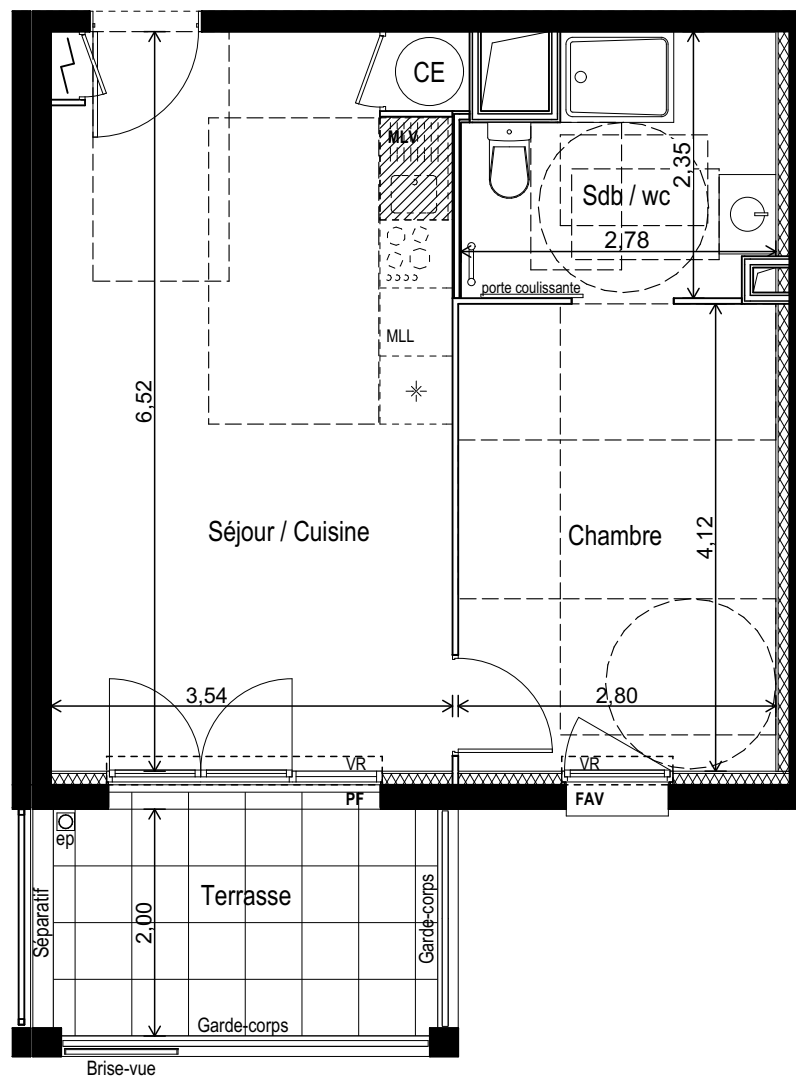 CE
MLV
2,35
Sdb / wc
2,78
porte coulissante
MLL
6,52
Séjour / Cuisine
Chambre
4,12
3,54
2,80
VR
VR
PF
FAV
ep
Terrasse
2,00
Séparatif
Garde-corps
Garde-corps
Brise-vue